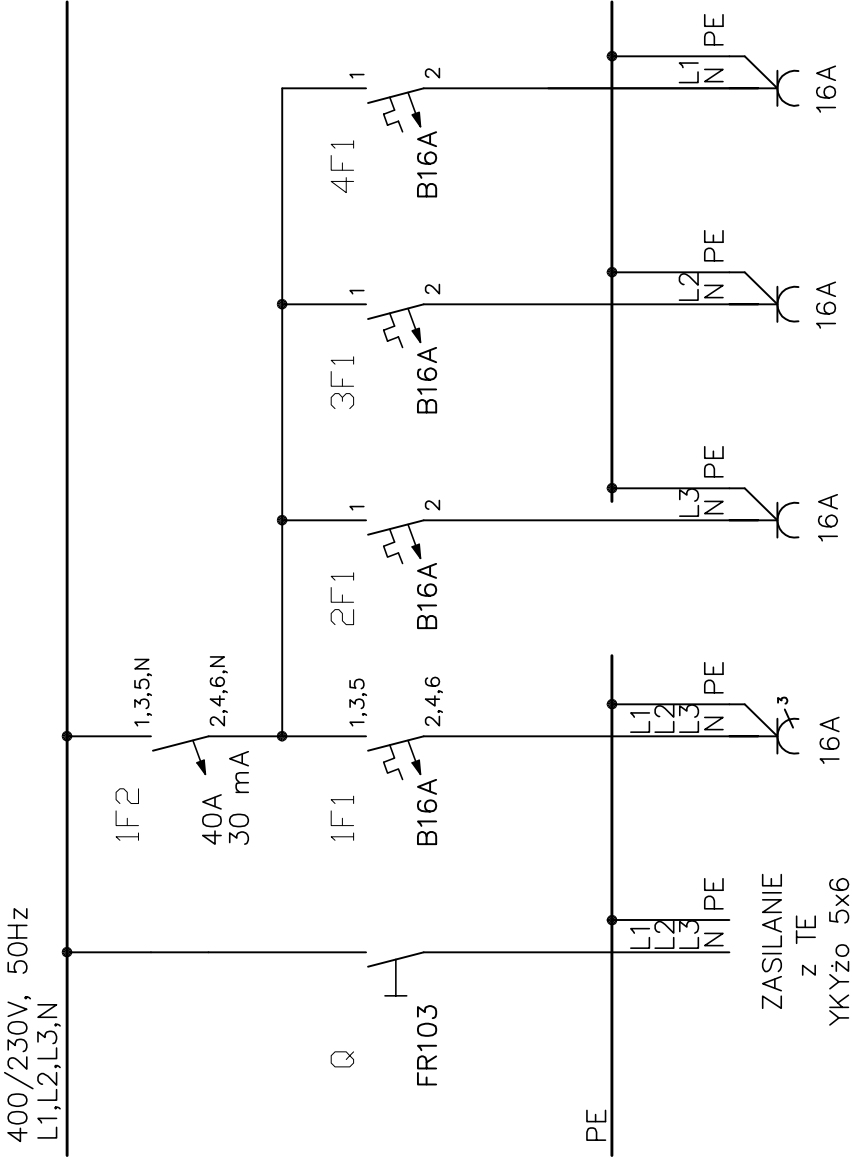 400/230V, 50Hz
L1,L2,L3,N
Q
FR103
PE
L1
L2
L3
N
PE
ZASILANIE
z TE
YKYżo 5x6
1F2
1,3,5,N
2,4,6,N
40A
30 mA
1F1
1,3,5
2,4,6
B16A
L1
L2
L3
N
PE
3
16A
2F1
1
2
B16A
L3
N
PE
16A
3F1
1
2
B16A
L2
N
PE
16A
4F1
1
2
B16A
L1
N
PE
16A